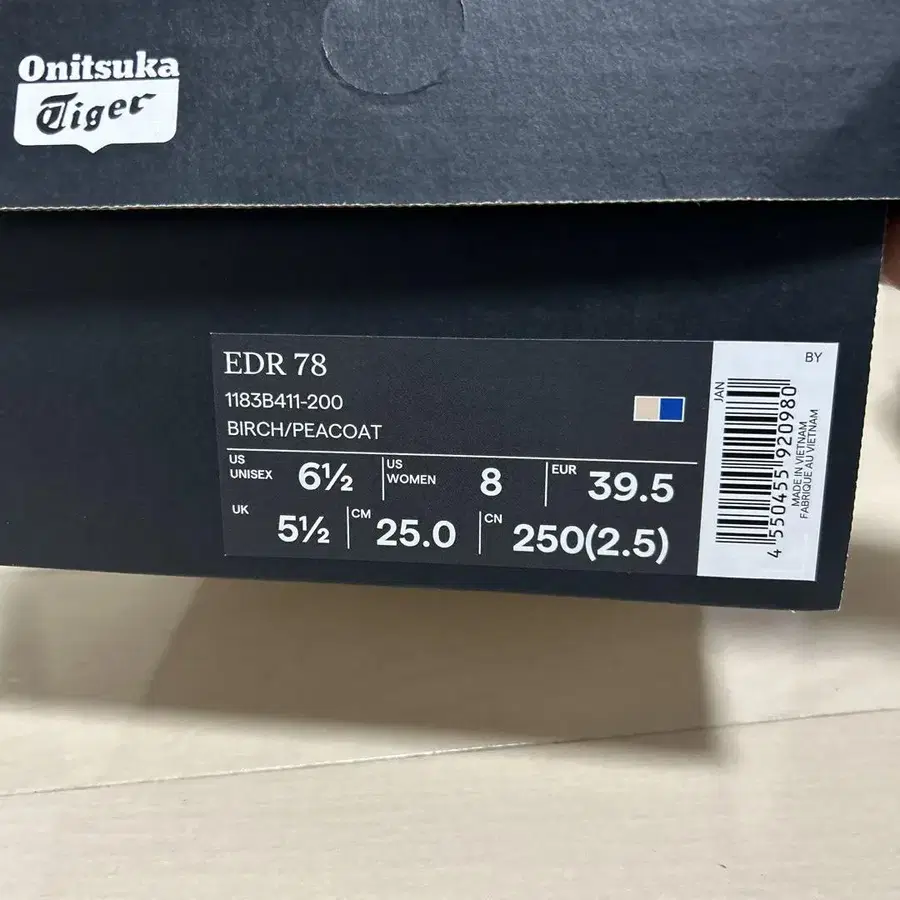 Onitsuka
Tiger
EDR 78
1183B411-200
BIRCH/PEACOAT
US UNISEX 6½ US WOMEN 8 EUR 39.5
UK 5½ CM 25.0 CN 250(2.5)
BY
JAN
4 550455 920980
MADE IN VIETNAM
FABRIQUE AU VIETNAM